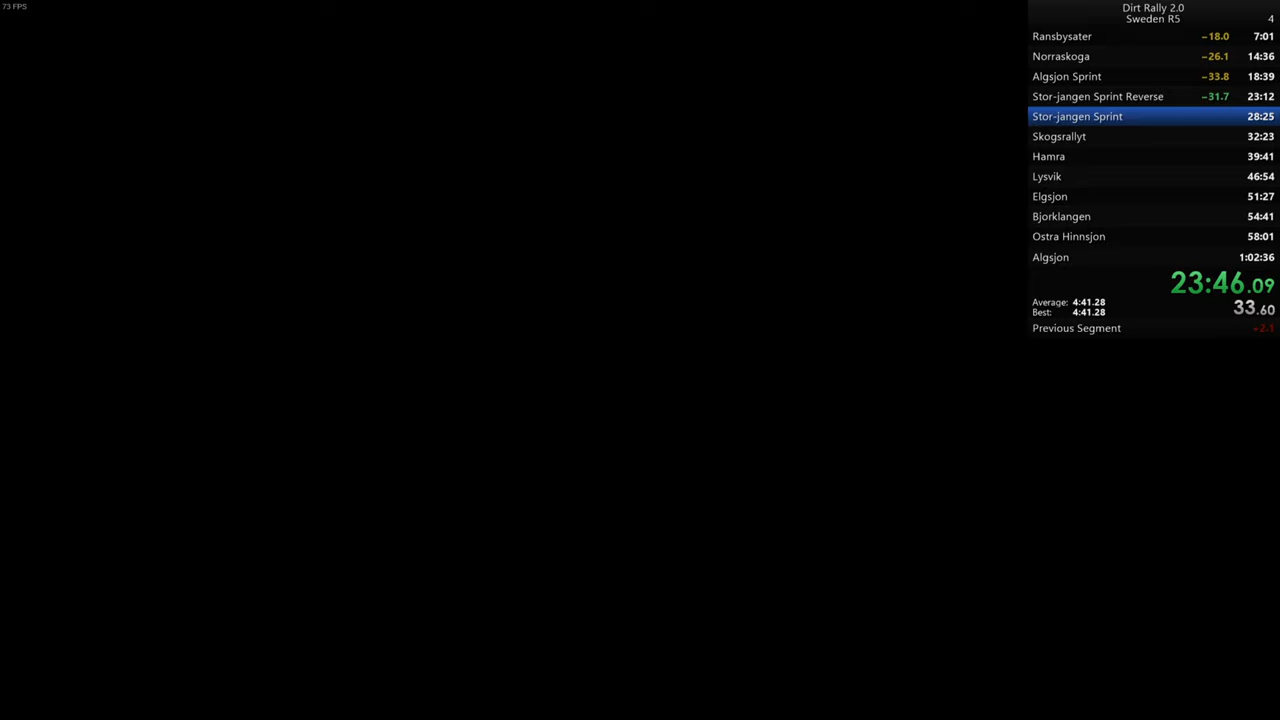 73 FPS
Dirt Rally 2.0
Sweden R5 4
Ransbysater −18.0 7:01
Norraskoga −26.1 14:36
Algsjon Sprint −33.8 18:39
Stor-jangen Sprint Reverse −31.7 23:12
Stor-jangen Sprint 28:25
Skogsrallyt 32:23
Hamra 39:41
Lysvik 46:54
Elgsjon 51:27
Bjorklangen 54:41
Ostra Hinnsjon 58:01
Algsjon 1:02:36
23:46.09
Average: 4:41.28
Best: 4:41.28
33.60
Previous Segment −2.1